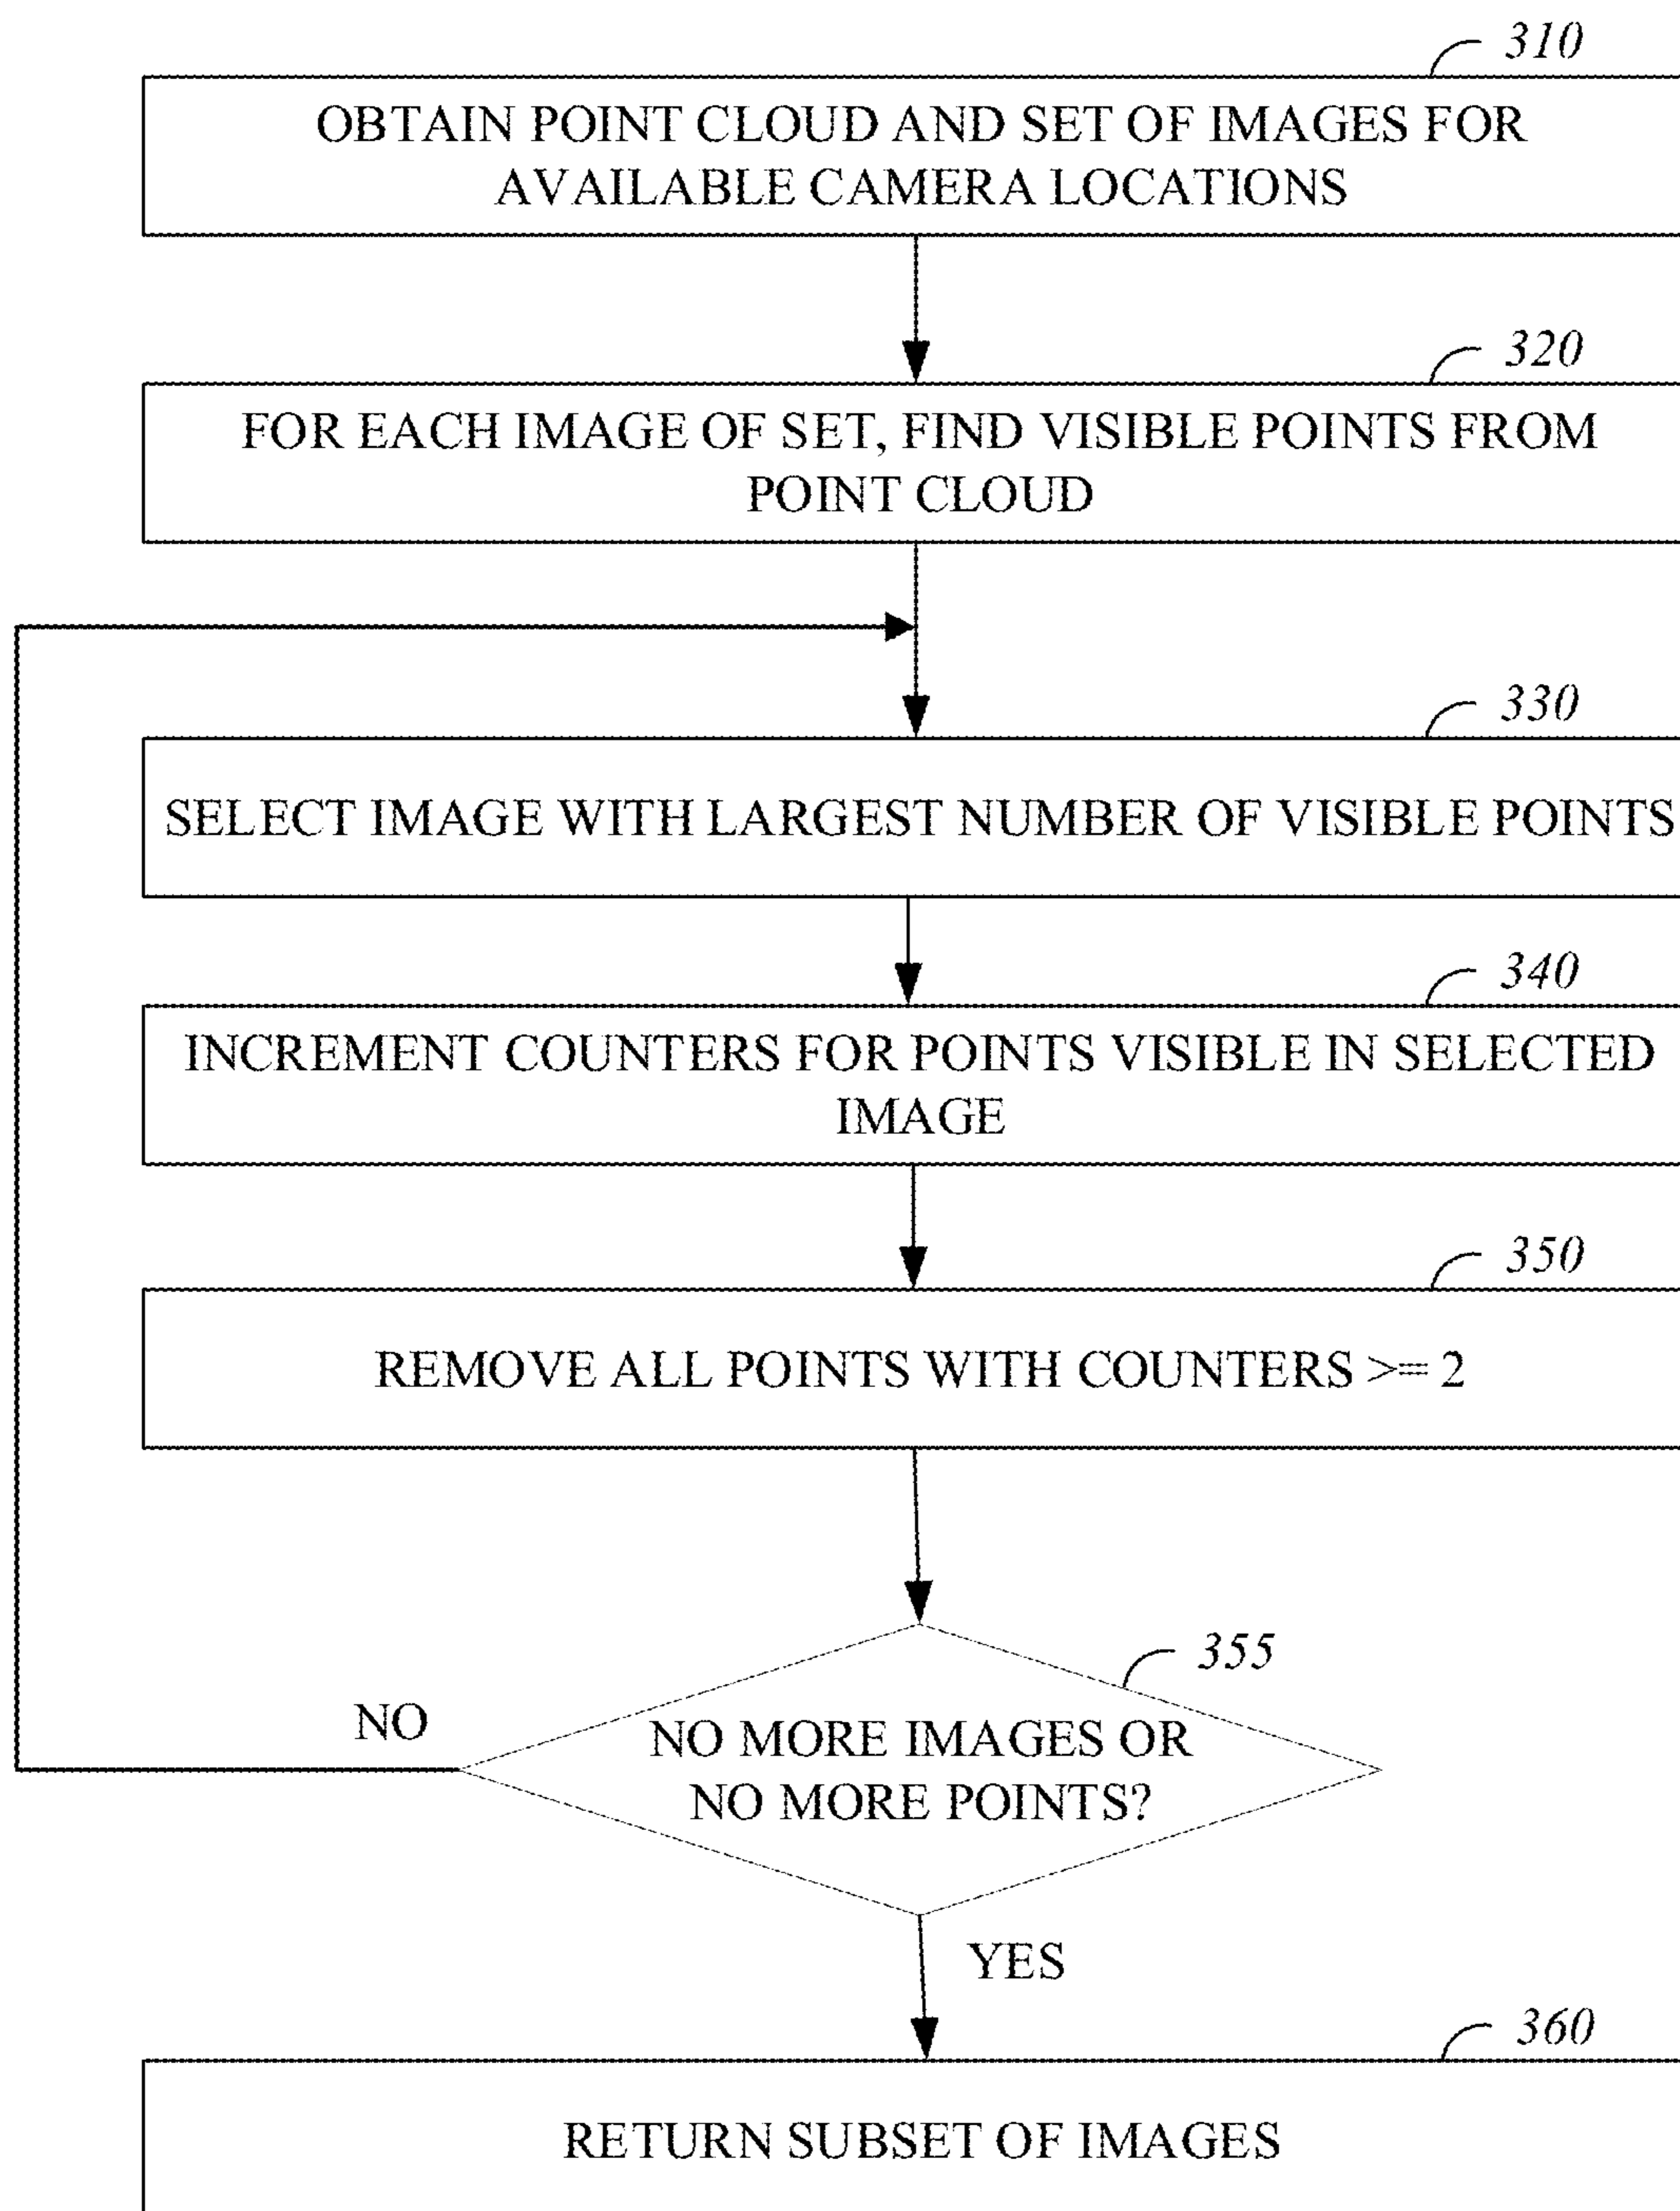 310
OBTAIN POINT CLOUD AND SET OF IMAGES FOR
AVAILABLE CAMERA LOCATIONS
320
FOR EACH IMAGE OF SET, FIND VISIBLE POINTS FROM
POINT CLOUD
330
SELECT IMAGE WITH LARGEST NUMBER OF VISIBLE POINTS
340
INCREMENT COUNTERS FOR POINTS VISIBLE IN SELECTED
IMAGE
350
REMOVE ALL POINTS WITH COUNTERS >= 2
355
NO
NO MORE IMAGES OR
NO MORE POINTS?
YES
360
RETURN SUBSET OF IMAGES